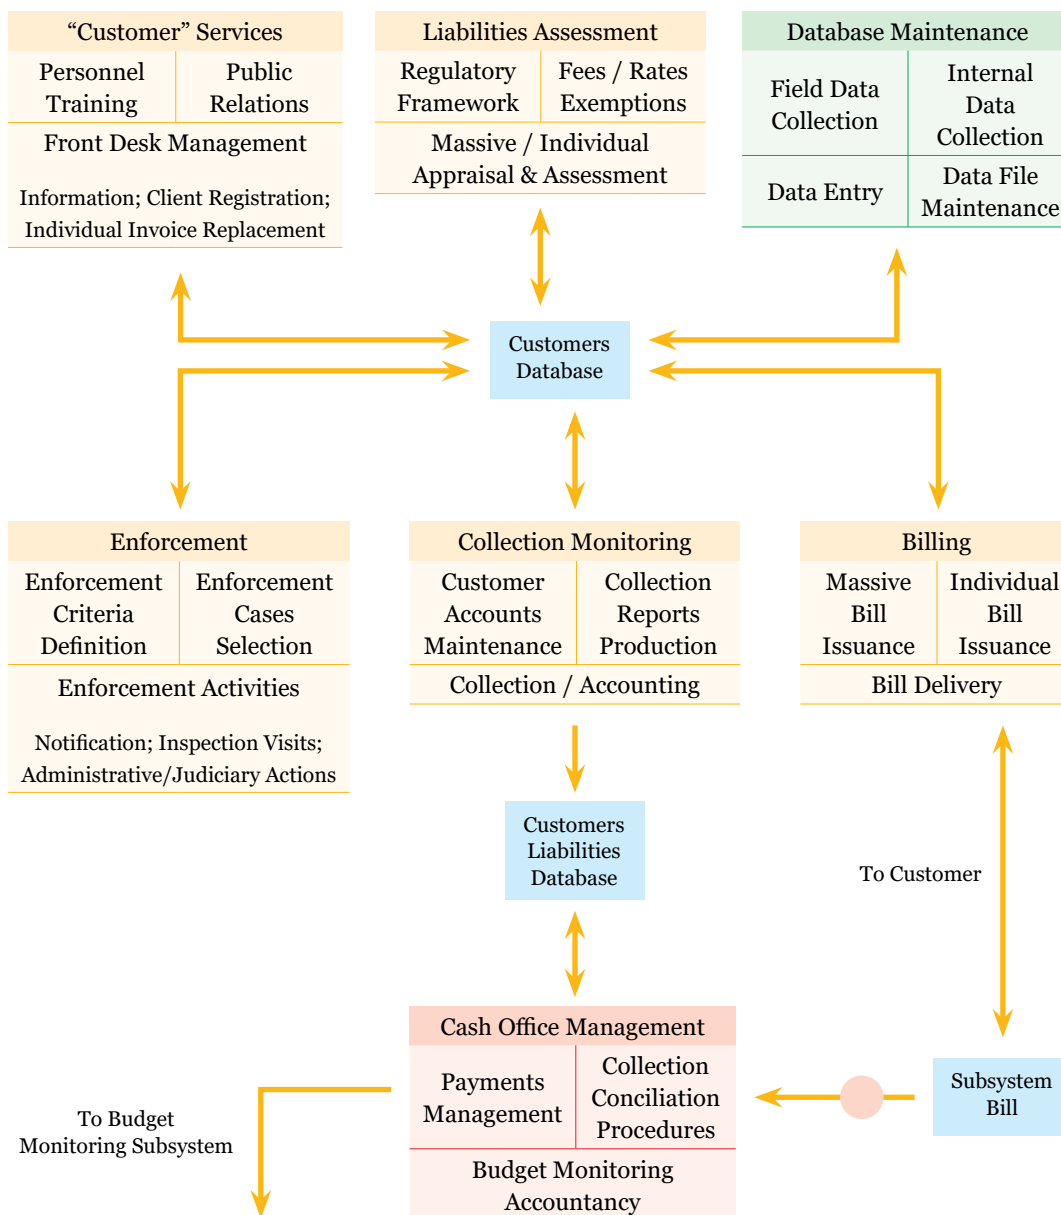 “Customer” Services
Personnel
Training
Public
Relations
Front Desk Management
Information; Client Registration;
Individual Invoice Replacement
Liabilities Assessment
Regulatory
Framework
Fees / Rates
Exemptions
Massive / Individual
Appraisal & Assessment
Database Maintenance
Field Data
Collection
Internal
Data
Collection
Data Entry
Data File
Maintenance
Customers
Database
Enforcement
Enforcement
Criteria
Definition
Enforcement
Cases
Selection
Enforcement Activities
Notification; Inspection Visits;
Administrative/Judiciary Actions
Collection Monitoring
Customer
Accounts
Maintenance
Collection
Reports
Production
Collection / Accounting
Billing
Massive
Bill
Issuance
Individual
Bill
Issuance
Bill Delivery
Customers
Liabilities
Database
To Customer
Cash Office Management
Payments
Management
Collection
Conciliation
Procedures
Budget Monitoring
Accountancy
Subsystem
Bill
To Budget
Monitoring Subsystem